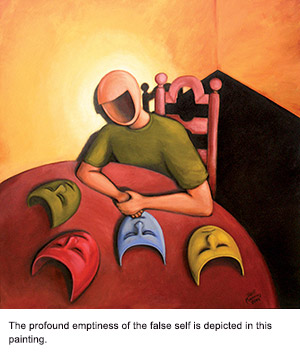 The profound emptiness of the false self is depicted in this
painting.